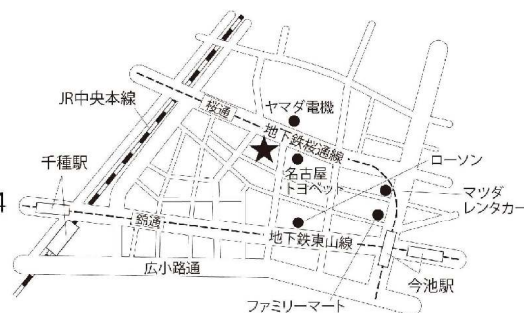 ヤマダ電機
桜通
地下鉄桜通線
JR中央本線
ローソン
千種駅
名古屋
トヨペット
マツダ
レンタカー
4
錦通
地下鉄東山線
広小路通
今池駅
ファミリーマート